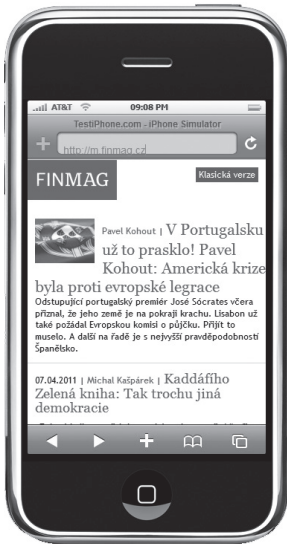 AT&T 09:08 PM
TestiPhone.com - iPhone Simulator
http://m.finmag.cz
FINMAG Klasická verze
Pavel Kohout | V Portugalsku
už to prasklo! Pavel
Kohout: Americká krize
byla proti evropské legrace
Odstupující portugalský premiér José Sócrates včera
přiznal, že jeho země je na pokraji krachu. Lisabon už
také požádal Evropskou komisi o půjčku. Přijít to
muselo. A další na řadě je s nejvyšší pravděpodobností
Španělsko.
07.04.2011 | Michal Kašpárek | Kaddáfího
Zelená kniha: Tak trochu jiná
demokracie